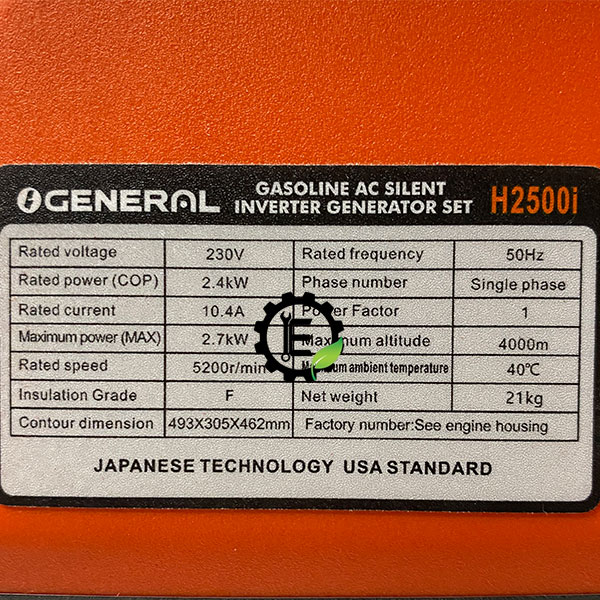 GENERAL
GASOLINE AC SILENT
INVERTER GENERATOR SET
H2500i
Rated voltage 230V Rated frequency 50Hz
Rated power (COP) 2.4kW Phase number Single phase
Rated current 10.4A Power Factor 1
Maximum power (MAX) 2.7kW Maximum altitude 4000m
Rated speed 5200r/min ambient temperature 40℃
Insulation Grade F Net weight 21kg
Contour dimension 493X305X462mm Factory number:See engine housing
JAPANESE TECHNOLOGY USA STANDARD